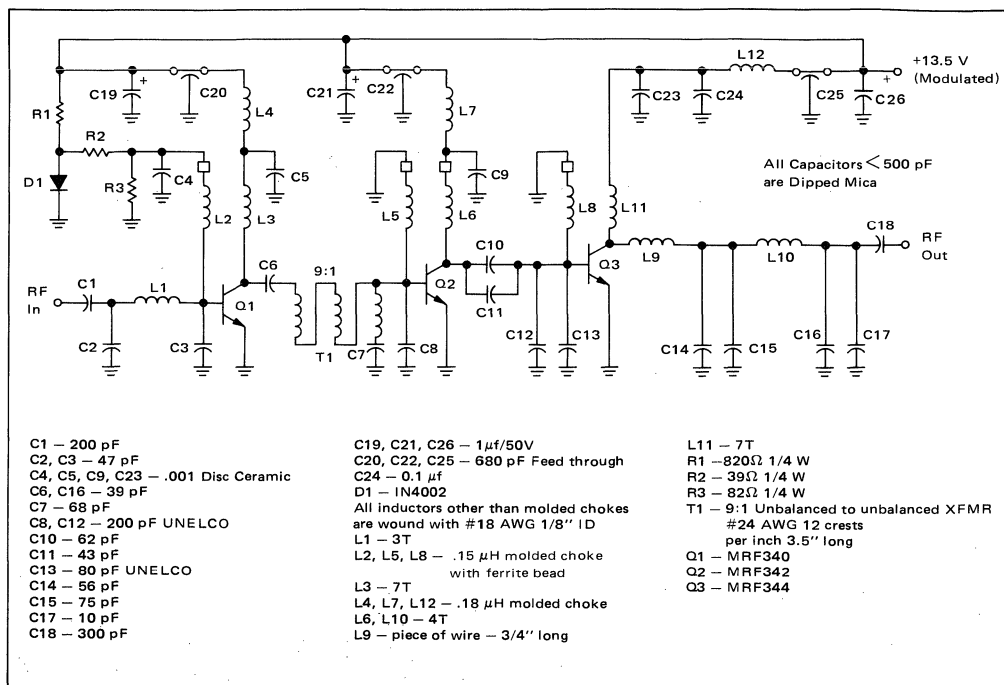 L12
+13.5 V
(Modulated)
+
C19
C20
+
C21
C22
C23
C24
C25
+
C26
R1
L4
L7
R2
All Capacitors < 500 pF
are Dipped Mica
D1
R3
C4
C5
C9
L2
L3
L5
L6
L8
L11
C18
RF
Out
C10
C6
9:1
Q3
L9
L10
RF
In
C1
L1
Q1
Q2
C11
C2
C3
T1
C7
C8
C12
C13
C14
C15
C16
C17
C1 – 200 pF
C2, C3 – 47 pF
C4, C5, C9, C23 – .001 Disc Ceramic
C6, C16 – 39 pF
C7 – 68 pF
C8, C12 – 200 pF UNELCO
C10 – 62 pF
C11 – 43 pF
C13 – 80 pF UNELCO
C14 – 56 pF
C15 – 75 pF
C17 – 10 pF
C18 – 300 pF
C19, C21, C26 – 1μf/50V
C20, C22, C25 – 680 pF Feed through
C24 – 0.1 μf
D1 – IN4002
All inductors other than molded chokes
are wound with #18 AWG 1/8″ ID
L1 – 3T
L2, L5, L8 – .15 μH molded choke
with ferrite bead
L3 – 7T
L4, L7, L12 – .18 μH molded choke
L6, L10 – 4T
L9 – piece of wire – 3/4″ long
L11 – 7T
R1 –820Ω 1/4 W
R2 – 39Ω 1/4 W
R3 – 82Ω 1/4 W
T1 – 9:1 Unbalanced to unbalanced XFMR
#24 AWG 12 crests
per inch 3.5″ long
Q1 – MRF340
Q2 – MRF342
Q3 – MRF344